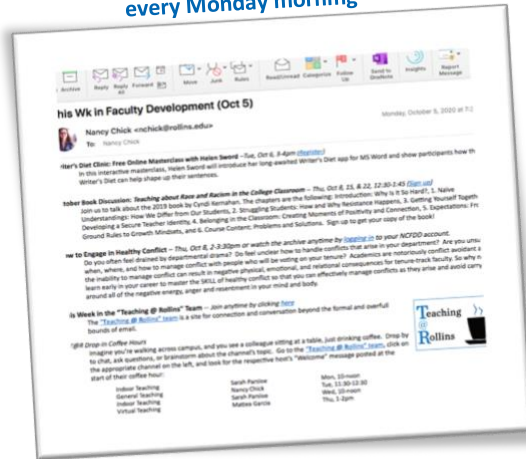 every Monday morning
Archive Reply Reply All Forward Move Junk Rules Read/Unread Categorize Follow Up Send to OneNote Insights Report Message
his Wk in Faculty Development (Oct 5)
Nancy Chick <nchick@rollins.edu>
Monday, October 5, 2020 at 7:
To: Nancy Chick
iter's Diet Clinic: Free Online Masterclass with Helen Sword –Tue, Oct 6, 3-4pm (Register)
In this interactive masterclass, Helen Sword will introduce her long-awaited Writer's Diet app for MS Word and show participants how th
Writer's Diet can help shape up their sentences.
tober Book Discussion: Teaching about Race and Racism in the College Classroom – Thu, Oct 8, 15, & 22, 12:30-1:45 (Sign up)
Join us to talk about the 2019 book by Cyndi Kernahan. The chapters are the following: Introduction: Why Is It So Hard?, 1. Naïve
Understandings: How We Differ from Our Students, 2. Struggling Students: How and Why Resistance Happens, 3. Getting Yourself Togeth
Developing a Secure Teacher Identity, 4. Belonging in the Classroom: Creating Moments of Positivity and Connection, 5. Expectations: Fr
Ground Rules to Growth Mindsets, and 6. Course Content: Problems and Solutions. Sign up to get your copy of the book!
w to Engage in Healthy Conflict – Thu, Oct 8, 2-3:30pm or watch the archive anytime by logging in to your NCFDD account.
Do you often feel drained by departmental drama? Do you feel unclear how to handle conflicts that arise in your department? Are you unsu
when, where, and how to manage conflict with people who will be voting on your tenure? Academics are notoriously conflict avoidant a
the inability to manage conflict can result in negative physical, emotional, and relational consequences for tenure-track faculty. So why n
learn early in your career to master the SKILL of healthy conflict so that you can effectively manage conflicts as they arise and avoid carry
around all of the negative energy, anger and resentment in your mind and body.
is Week in the "Teaching @ Rollins" Team -- Join anytime by clicking here
The "Teaching @ Rollins" team is a site for connection and conversation beyond the formal and overfull
bounds of email.
Drop-in Coffee Hours
Imagine you're walking across campus, and you see a colleague sitting at a table, just drinking coffee. Drop by
to chat, ask questions, or brainstorm about the channel's topic. Go to the "Teaching @ Rollins" team, click on
the appropriate channel on the left, and look for the respective host's "Welcome" message posted at the
start of their coffee hour:
Teaching
@
Rollins
Indoor Teaching Sarah Parsloe Mon, 10-noon
General Teaching Nancy Chick Tue, 11:30-12:30
Indoor Teaching Sarah Parsloe Wed, 10-noon
Virtual Teaching Matilda Garcia Thu, 1-2pm